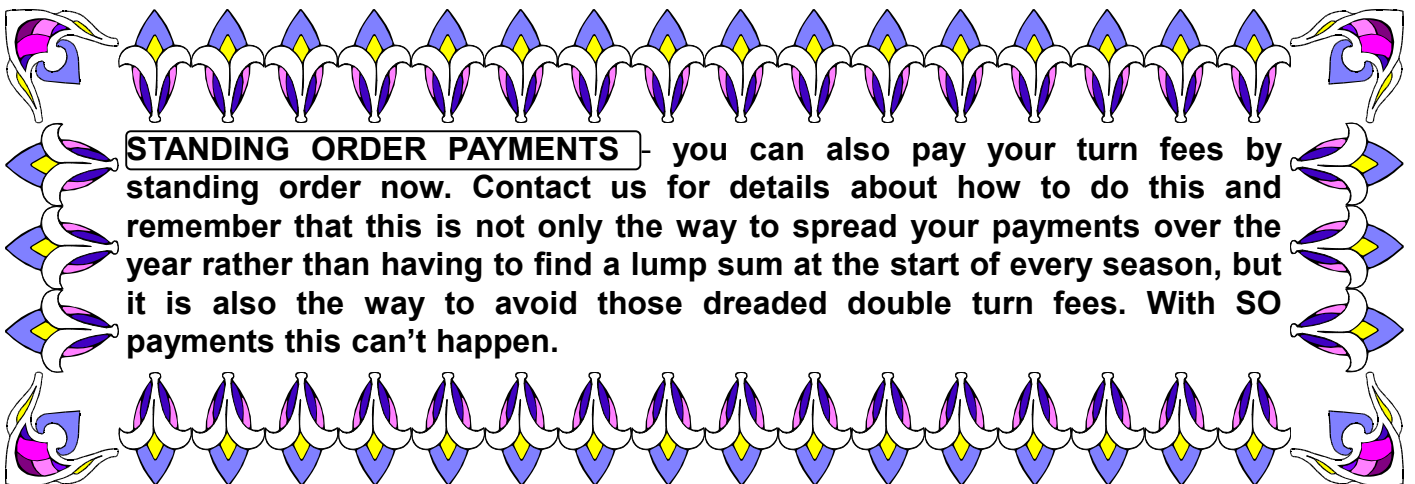 STANDING ORDER PAYMENTS - you can also pay your turn fees by
standing order now. Contact us for details about how to do this and
remember that this is not only the way to spread your payments over the
year rather than having to find a lump sum at the start of every season, but
it is also the way to avoid those dreaded double turn fees. With SO
payments this can’t happen.